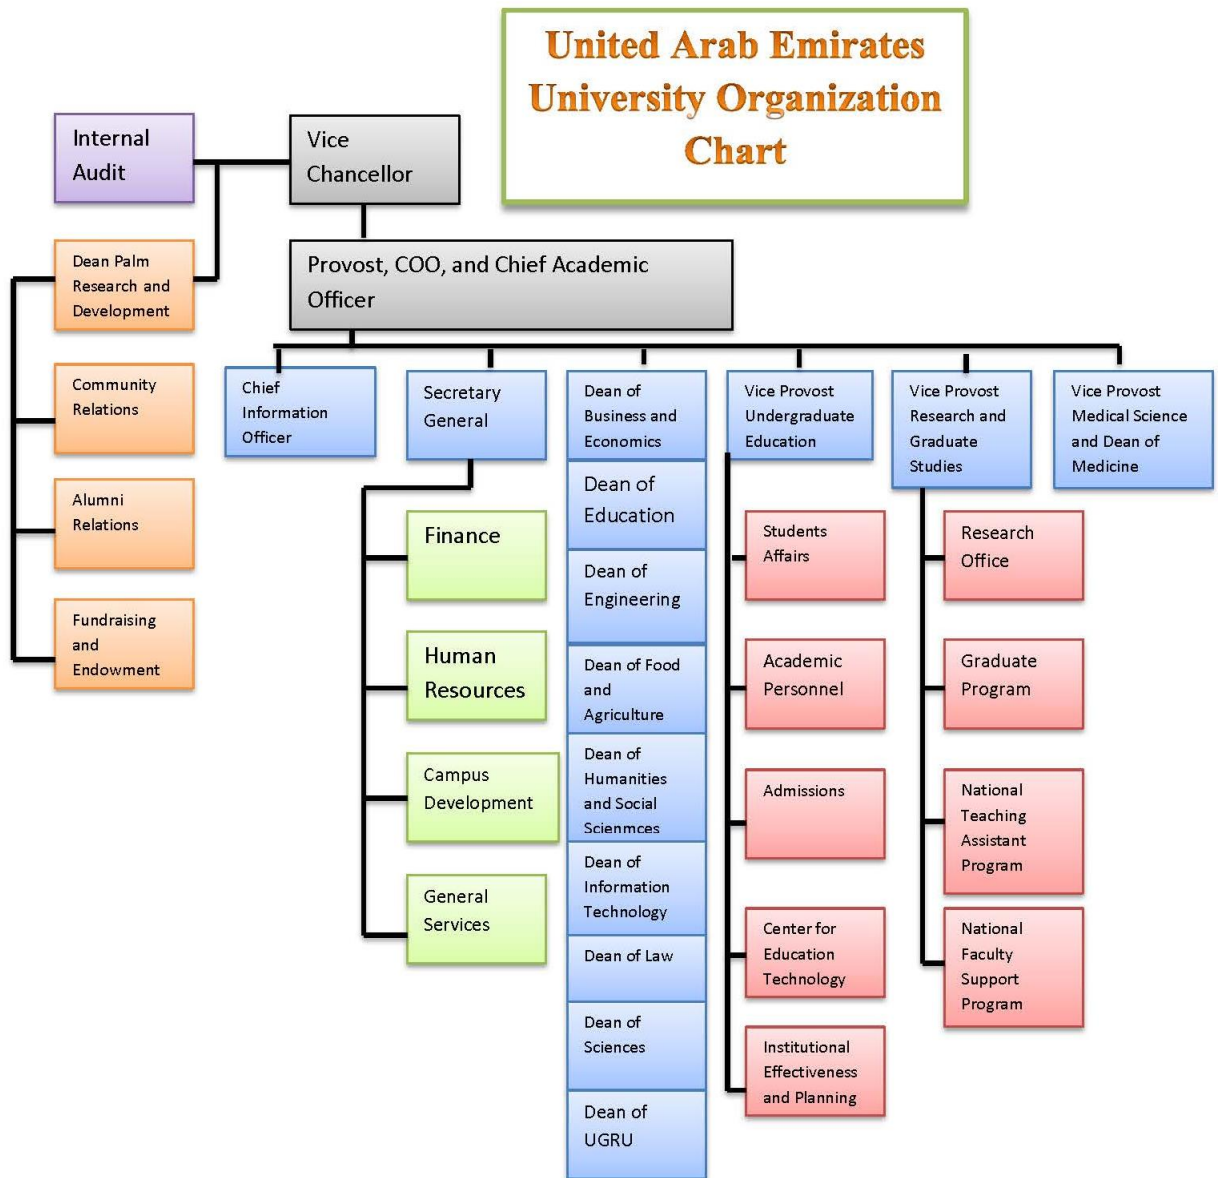 United Arab Emirates
University Organization
Chart
Internal
Audit
Vice
Chancellor
Dean Palm
Research and
Development
Provost, COO, and Chief Academic
Officer
Community
Relations
Alumni
Relations
Fundraising
and
Endowment
Chief
Information
Officer
Secretary
General
Finance
Human
Resources
Campus
Development
General
Services
Dean of
Business and
Economics
Dean of
Education
Dean of
Engineering
Dean of Food
and
Agriculture
Dean of
Humanities
and Social
Scienmces
Dean of
Information
Technology
Dean of Law
Dean of
Sciences
Dean of
UGRU
Vice Provost
Undergraduate
Education
Students
Affairs
Academic
Personnel
Admissions
Center for
Education
Technology
Institutional
Effectiveness
and Planning
Vice Provost
Research and
Graduate
Studies
Research
Office
Graduate
Program
National
Teaching
Assistant
Program
National
Faculty
Support
Program
Vice Provost
Medical Science
and Dean of
Medicine